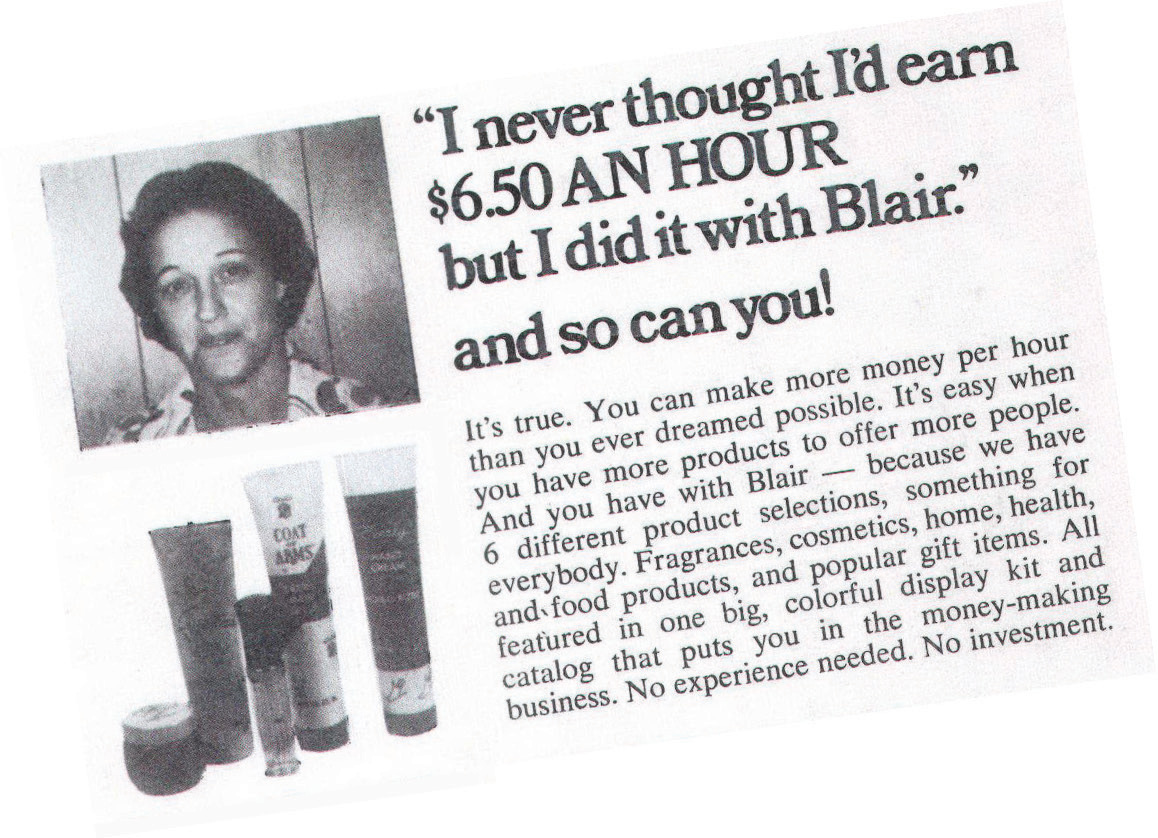 “I never thought I’d earn
$6.50 AN HOUR
but I did it with Blair.”
and so can you!
It’s true. You can make more money per hour
than you ever dreamed possible. It’s easy when
you have more products to offer more people.
And you have with Blair — because we have
6 different product selections, something for
everybody. Fragrances, cosmetics, home, health,
and food products, and popular gift items. All
featured in one big, colorful display kit and
catalog that puts you in the money-making
business. No experience needed. No investment.
COAT
ARMS
HAND
CREAM